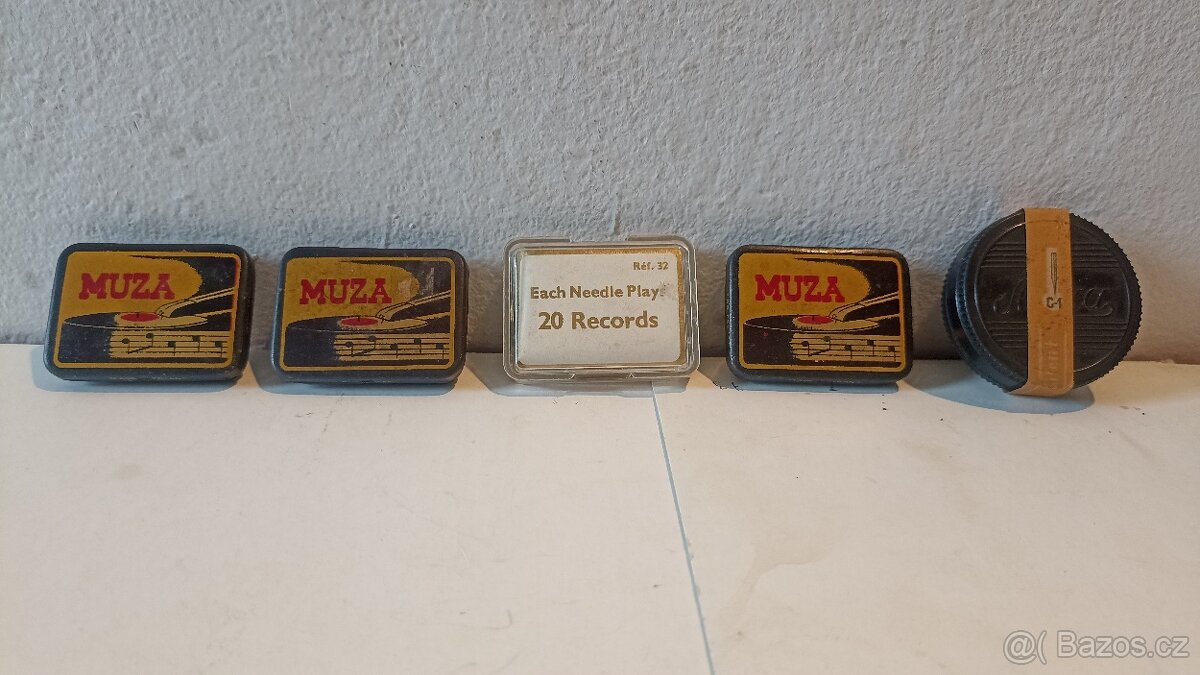 MUZA
MUZA
Réf. 32
Each Needle Plays
20 Records
MUZA
G-1
@( Bazos.cz